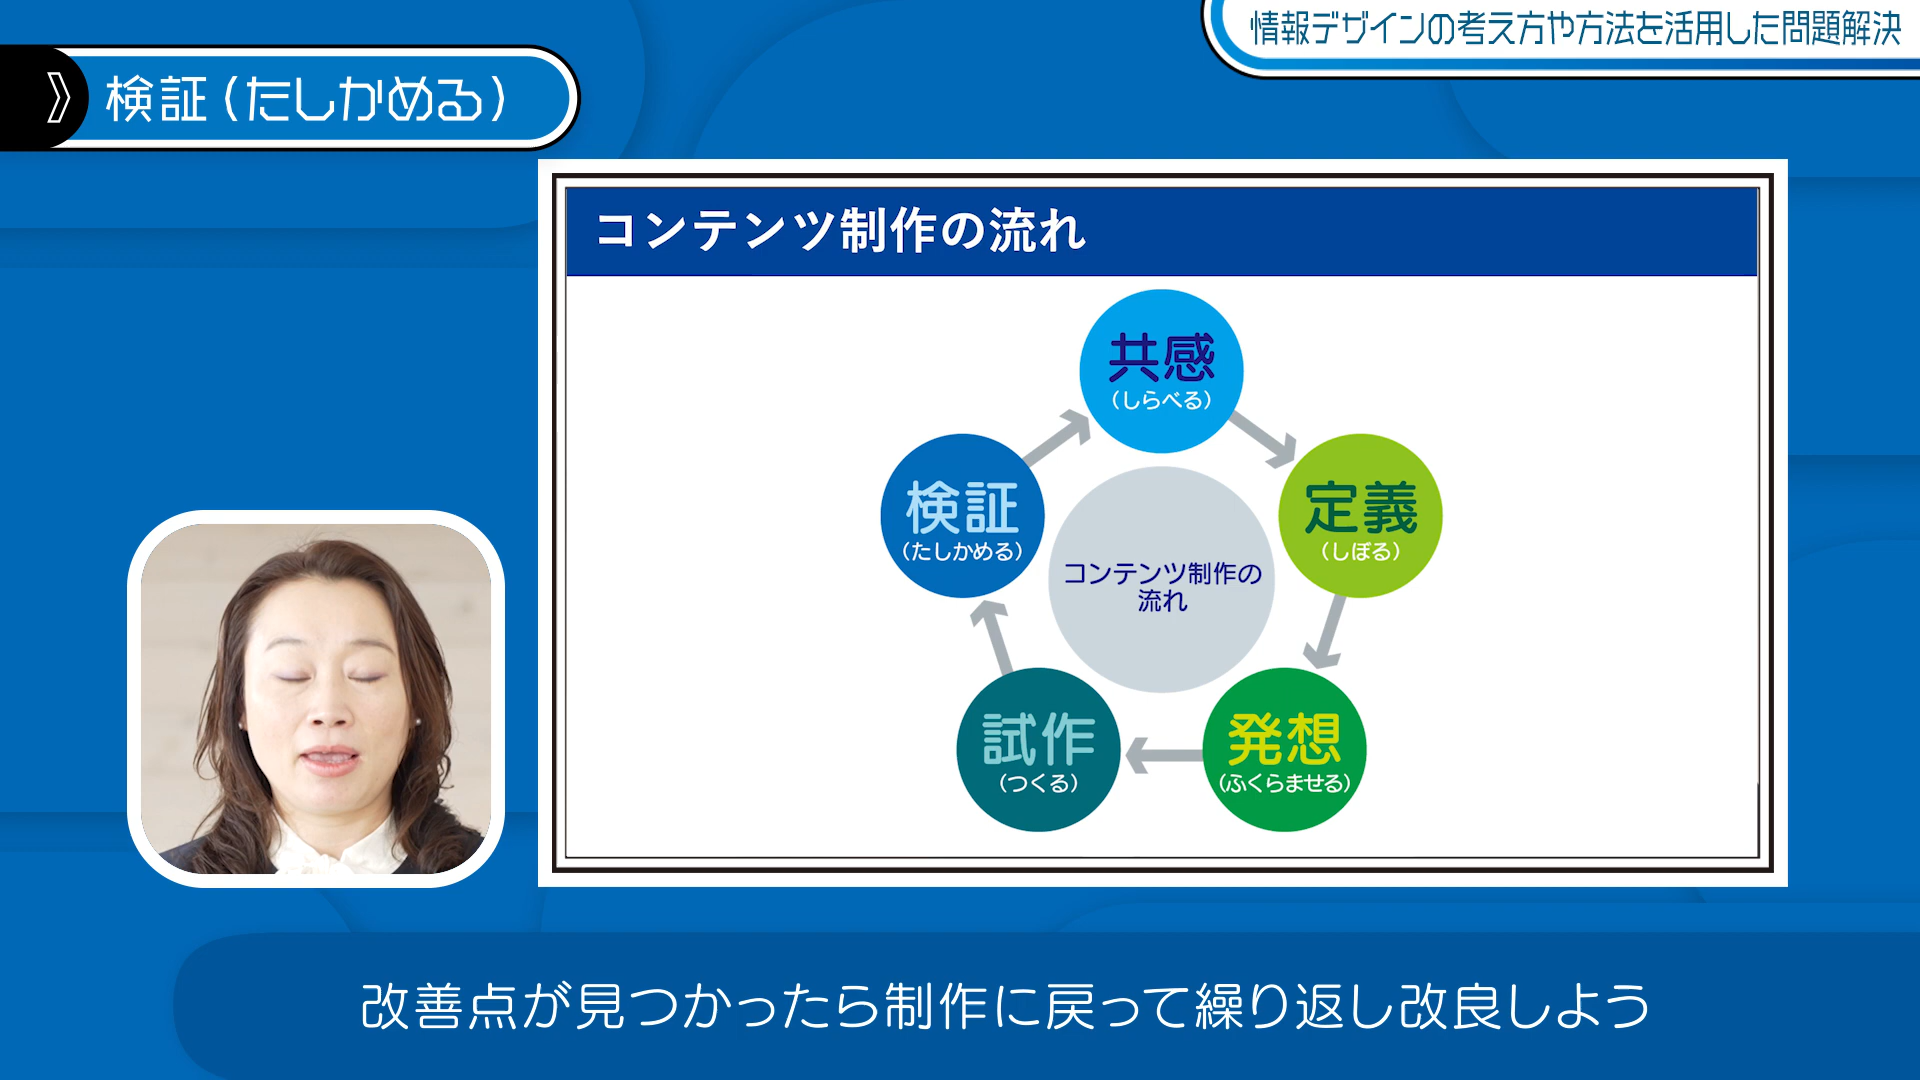 情報デザインの考え方や方法を活用した問題解決
》検証（たしかめる）
コンテンツ制作の流れ
共感
（しらべる）
定義
（しぼる）
発想
（ふくらませる）
試作
（つくる）
検証
（たしかめる）
コンテンツ制作の
流れ
改善点が見つかったら制作に戻って繰り返し改良しよう